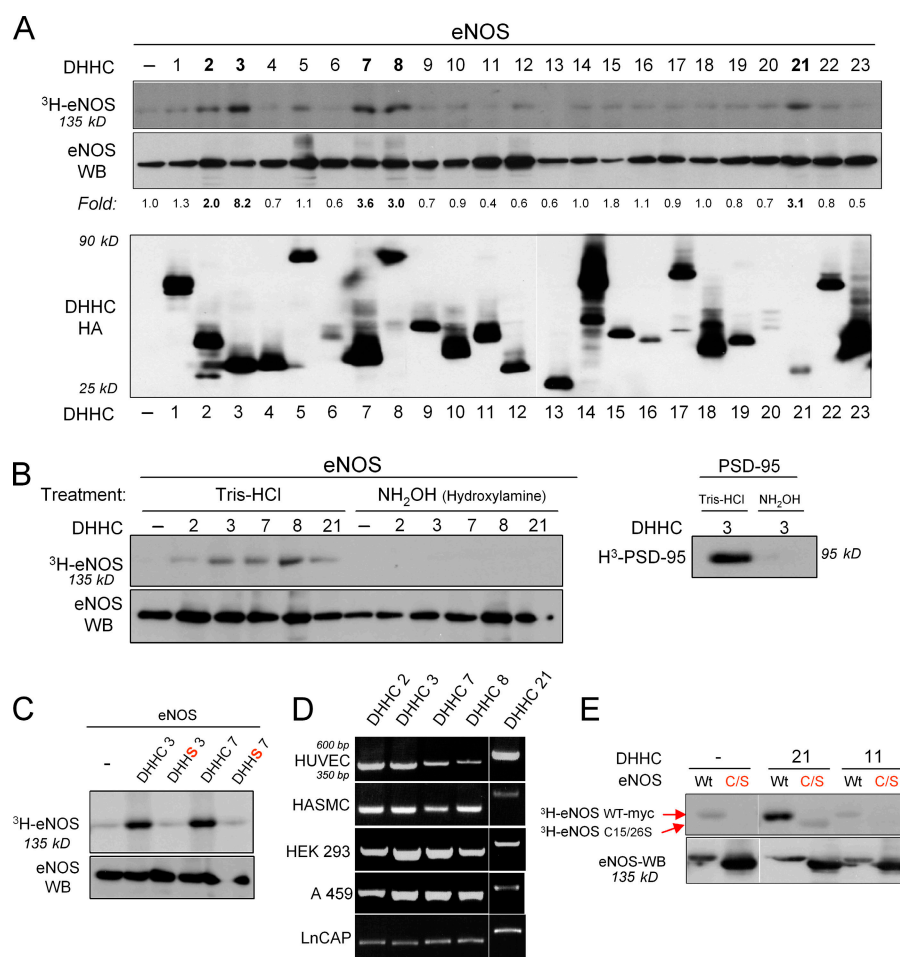 A
eNOS
DHHC – 1 2 3 4 5 6 7 8 9 10 11 12 13 14 15 16 17 18 19 20 21 22 23
³H-eNOS
135 kD
eNOS
WB
Fold: 1.0 1.3 2.0 8.2 0.7 1.1 0.6 3.6 3.0 0.7 0.9 0.4 0.6 0.6 1.0 1.8 1.1 0.9 1.0 0.8 0.7 3.1 0.8 0.5
90 kD
DHHC
HA
25 kD
DHHC – 1 2 3 4 5 6 7 8 9 10 11 12 13 14 15 16 17 18 19 20 21 22 23
B
eNOS
Treatment: Tris-HCl NH₂OH (Hydroxylamine)
DHHC – 2 3 7 8 21 – 2 3 7 8 21
³H-eNOS
135 kD
eNOS
WB
PSD-95
Tris-HCl NH₂OH
DHHC 3 3
H³-PSD-95 95 kD
C
eNOS
- DHHC 3 DHHS 3 DHHC 7 DHHS 7
³H-eNOS
135 kD
eNOS
WB
D
DHHC 2 DHHC 3 DHHC 7 DHHC 8 DHHC 21
600 bp
HUVEC
350 bp
HASMC
HEK 293
A 459
LnCAP
E
DHHC - 21 11
eNOS Wt C/S Wt C/S Wt C/S
³H-eNOS WT-myc
³H-eNOS C15/26S
eNOS-WB
135 kD